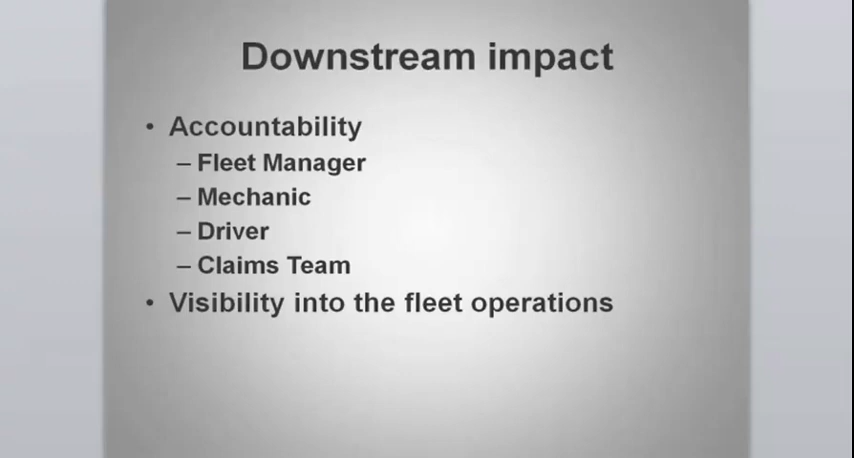 Downstream impact
• Accountability
– Fleet Manager
– Mechanic
– Driver
– Claims Team
• Visibility into the fleet operations